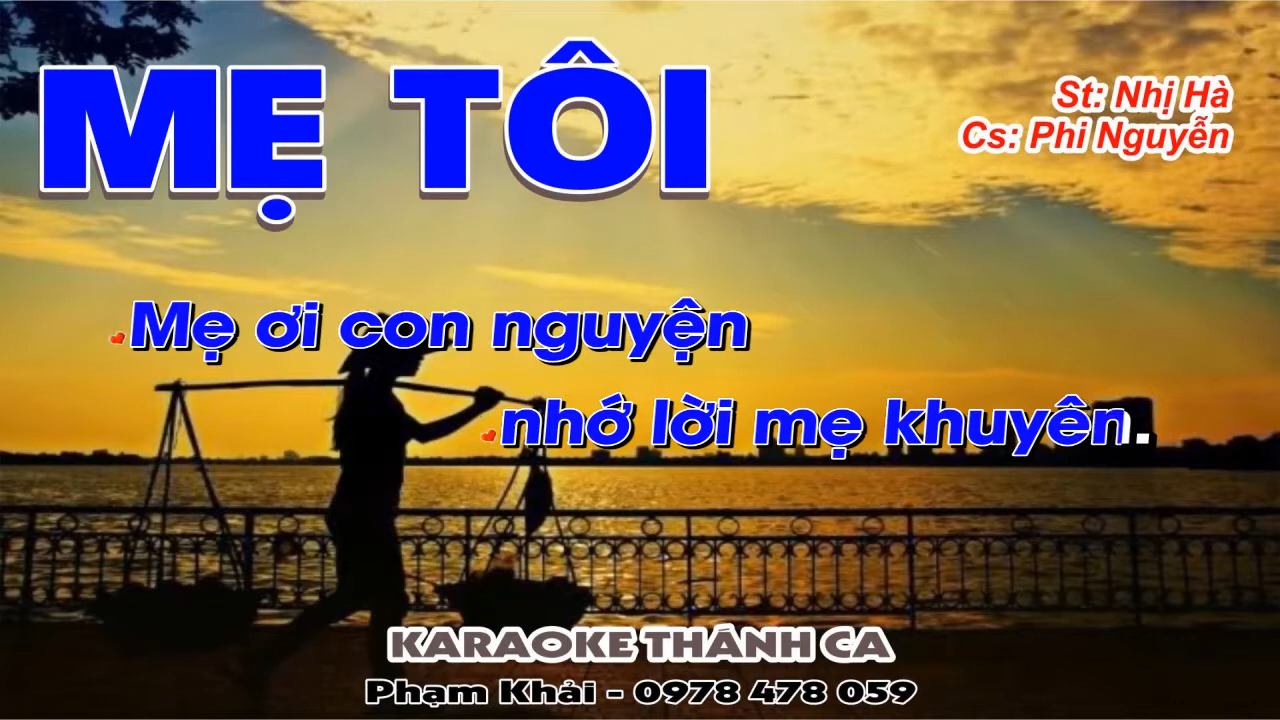 MẸ TÔI
St: Nhị Hà
Cs: Phi Nguyễn
Mẹ ơi con nguyện
nhớ lời mẹ khuyên.
KARAOKE THÁNH CA
Phạm Khải - 0978 478 059